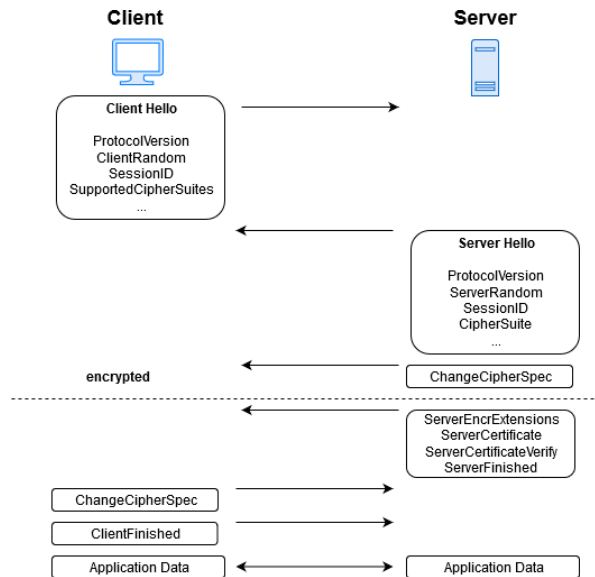 Client
Server
Client Hello
ProtocolVersion
ClientRandom
SessionID
SupportedCipherSuites
...
Server Hello
ProtocolVersion
ServerRandom
SessionID
CipherSuite
...
encrypted
ChangeCipherSpec
ServerEncrExtensions
ServerCertificate
ServerCertificateVerify
ServerFinished
ChangeCipherSpec
ClientFinished
Application Data
Application Data